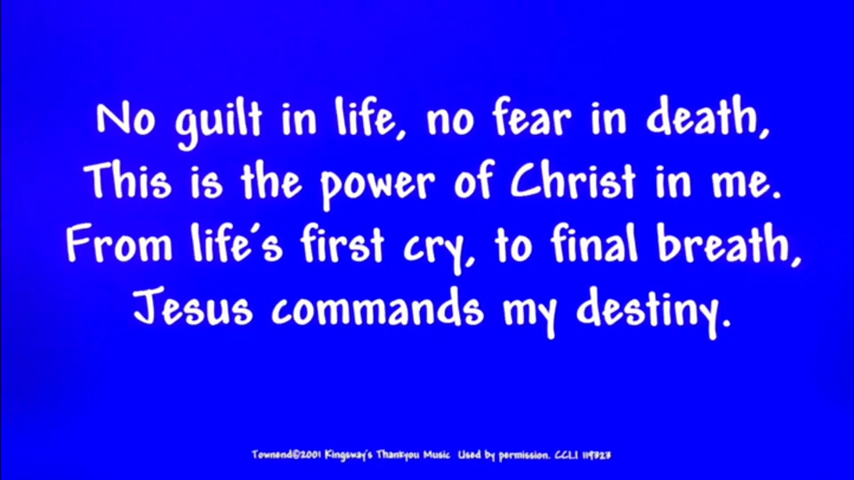 No guilt in life, no fear in death,
This is the power of Christ in me.
From life's first cry, to final breath,
Jesus commands my destiny.
Townend©2001 Kingsway's Thankyou Music Used by permission. CCLI 119323